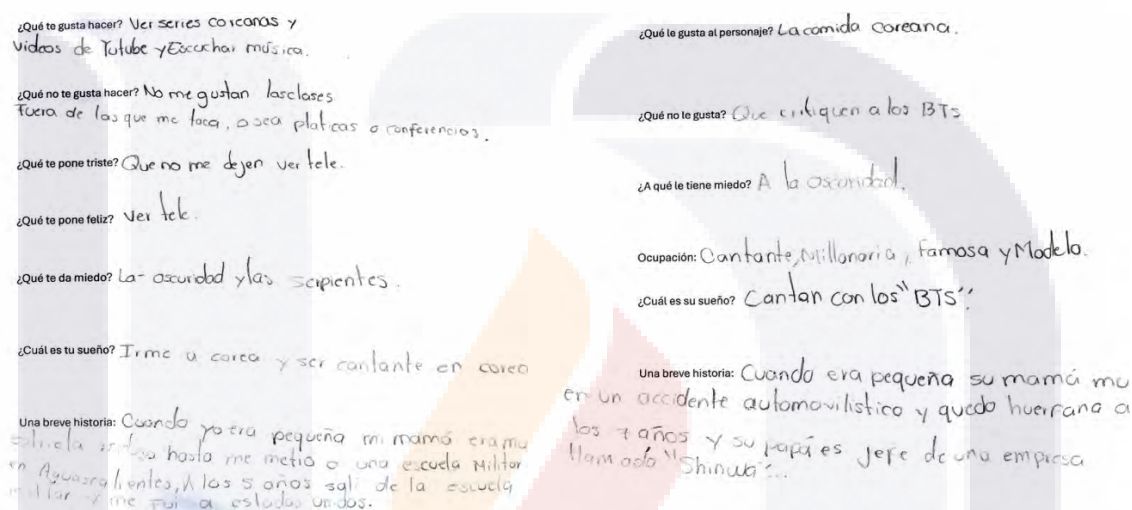 ¿Qué te gusta hacer? Ver series coreanas y
videos de Yutube y Escuchar música.
¿Qué no te gusta hacer? No me gustan las clases
Fuera de las que me toca, o sea platicas o conferencias.
¿Qué te pone triste? Que no me dejen ver tele.
¿Qué te pone feliz? Ver tele.
¿Qué te da miedo? La oscuridad y las serpientes.
¿Cuál es tu sueño? Irme a corea y ser cantante en corea
Una breve historia: Cuando yo era pequeña mi mamá era mu
estricta incluso hasta me metio a una escuela Militar
en Aguascalientes, A los 5 años sali de la escuela
militar y me fui a estados unidos.
¿Qué le gusta al personaje? La comida coreana.
¿Qué no le gusta? Que critiquen a los BTS
¿A qué le tiene miedo? A la oscuridad.
Ocupación: Cantante, Millonaria, famosa y Modelo.
¿Cuál es su sueño? Cantan con los "BTS".
Una breve historia: Cuando era pequeña su mamá mu
en un accidente automovilistico y quedo huerfana a
los 7 años y su papá es jefe de una empresa
llamada "Shinwa"...